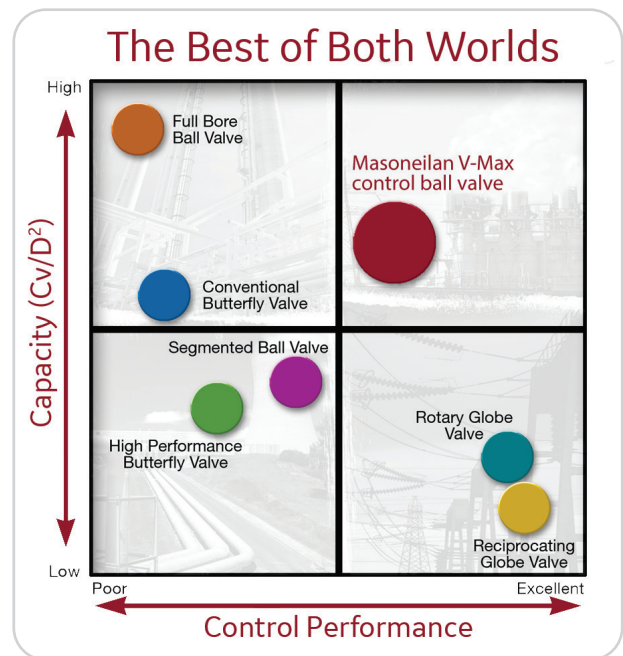 The Best of Both Worlds
High
Full Bore
Ball Valve
Masoneilan V-Max
control ball valve
Capacity (Cv/D²)
Conventional
Butterfly Valve
Segmented Ball Valve
High Performance
Butterfly Valve
Rotary Globe
Valve
Reciprocating
Globe Valve
Low
Poor
Excellent
Control Performance